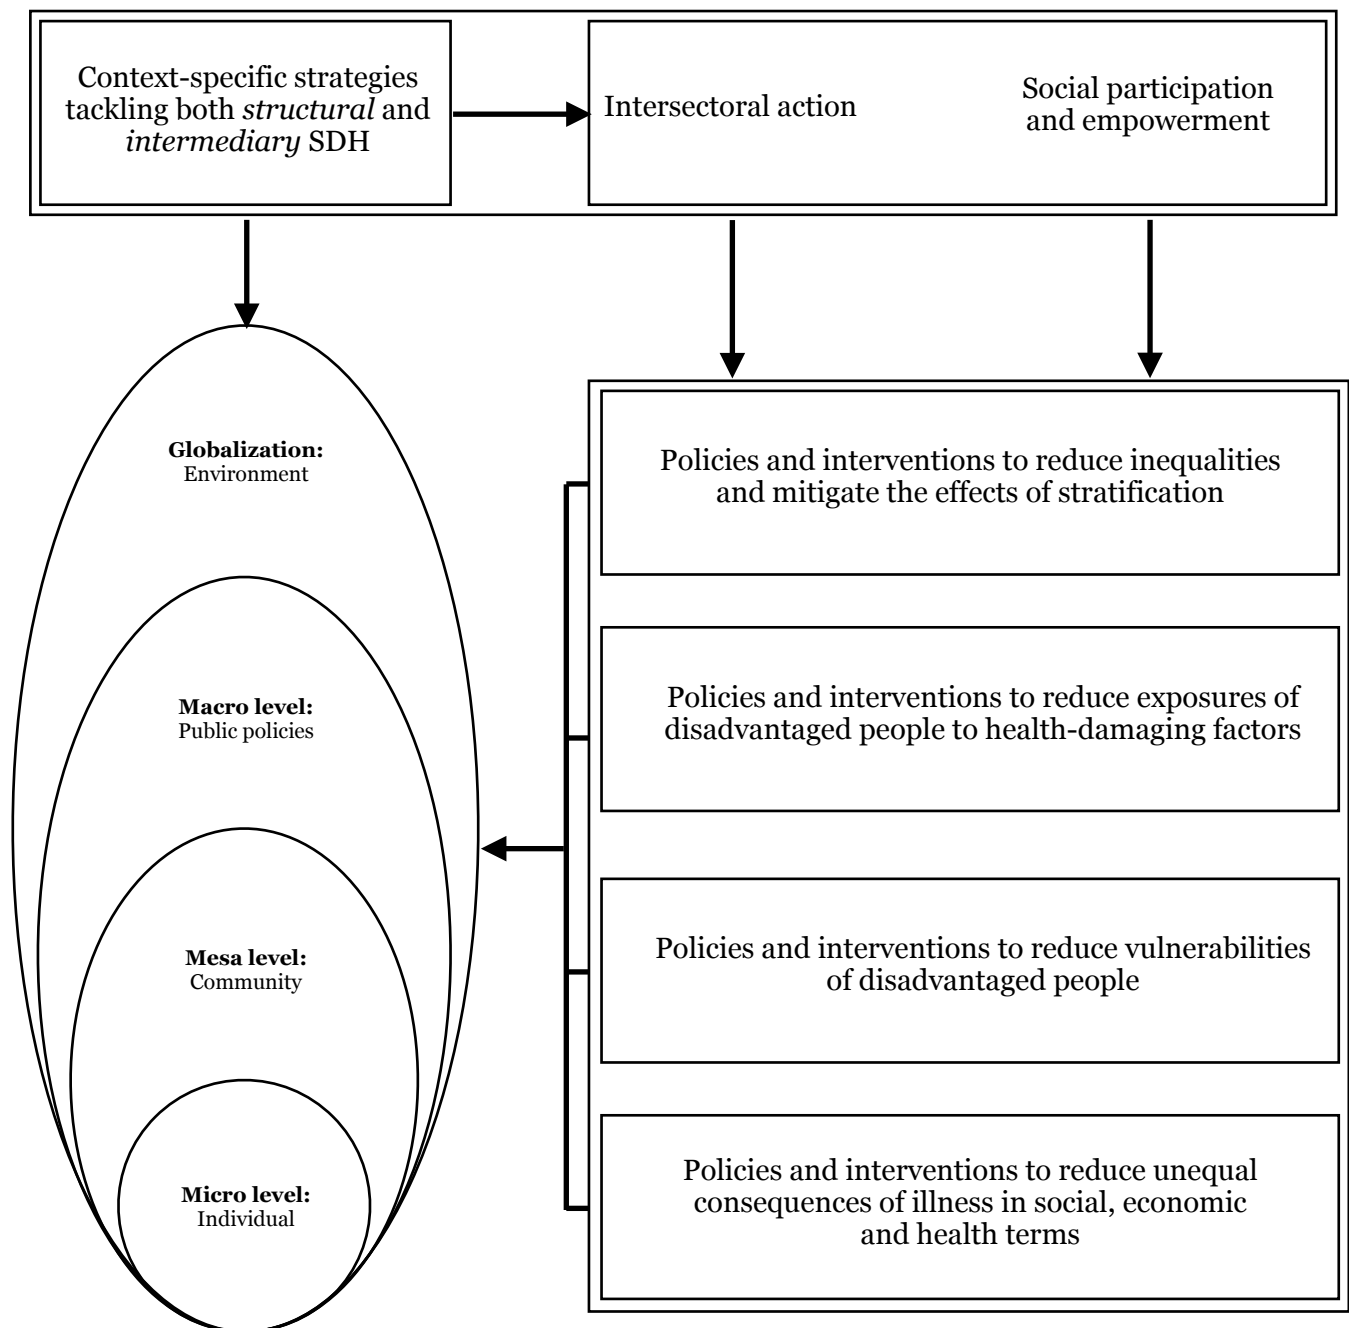 Context-specific strategies
tackling both structural and
intermediary SDH
Intersectoral action
Social participation
and empowerment
Globalization:
Environment
Macro level:
Public policies
Mesa level:
Community
Micro level:
Individual
Policies and interventions to reduce inequalities
and mitigate the effects of stratification
Policies and interventions to reduce exposures of
disadvantaged people to health-damaging factors
Policies and interventions to reduce vulnerabilities
of disadvantaged people
Policies and interventions to reduce unequal
consequences of illness in social, economic
and health terms